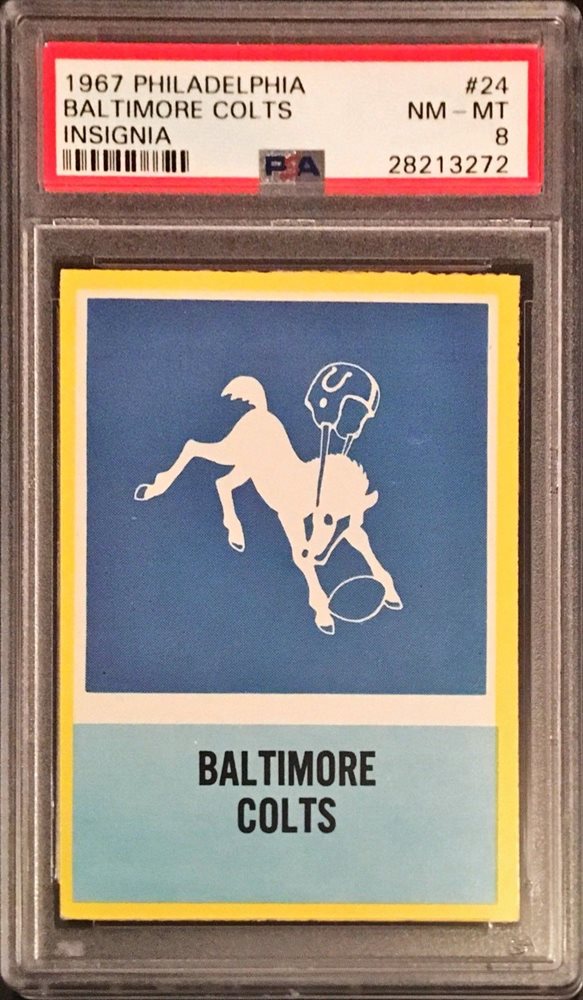 1967 PHILADELPHIA #24
BALTIMORE COLTS NM - MT
INSIGNIA 8
PSA 28213272
BALTIMORE
COLTS